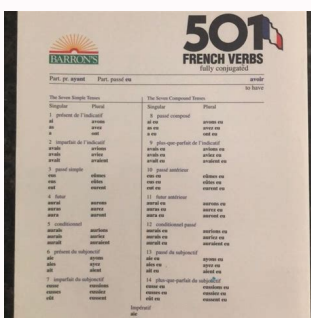 BARRON'S
501
FRENCH VERBS
fully conjugated
Part. pr. ayant Part. passé eu avoir
to have
The Seven Simple Tenses The Seven Compound Tenses
Singular Plural Singular Plural
1 présent de l'indicatif 8 passé composé
ai avons ai eu avons eu
as avez as eu avez eu
a ont a eu ont eu
2 imparfait de l'indicatif 9 plus-que-parfait de l'indicatif
avais avions avais eu avions eu
avais aviez avais eu aviez eu
avait avaient avait eu avaient eu
3 passé simple 10 passé antérieur
eus eûmes eus eu eûmes eu
eus eûtes eus eu eûtes eu
eut eurent eut eu eurent eu
4 futur 11 futur antérieur
aurai aurons aurai eu aurons eu
auras aurez auras eu aurez eu
aura auront aura eu auront eu
5 conditionnel 12 conditionnel passé
aurais aurions aurais eu aurions eu
aurais auriez aurais eu auriez eu
aurait auraient aurait eu auraient eu
6 présent du subjonctif 13 passé du subjonctif
aie ayons aie eu ayons eu
aies ayez aies eu ayez eu
ait aient ait eu aient eu
7 imparfait du subjonctif 14 plus-que-parfait du subjonctif
eusse eussions eusse eu eussions eu
eusses eussiez eusses eu eussiez eu
eût eussent eût eu eussent eu
Impératif
aie